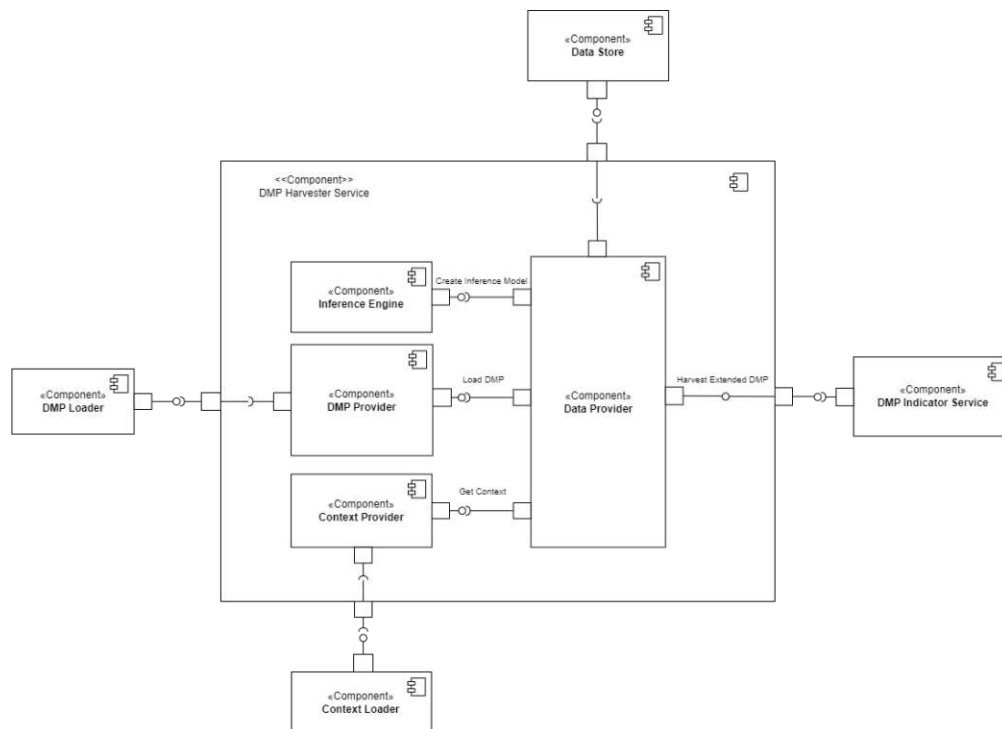 «Component»
Data Store
<<Component>>
DMP Harvester Service
«Component»
Inference Engine
Create Inference Model
«Component»
DMP Loader
«Component»
DMP Provider
Load DMP
«Component»
Data Provider
Harvest Extended DMP
«Component»
DMP Indicator Service
«Component»
Context Provider
Get Context
«Component»
Context Loader